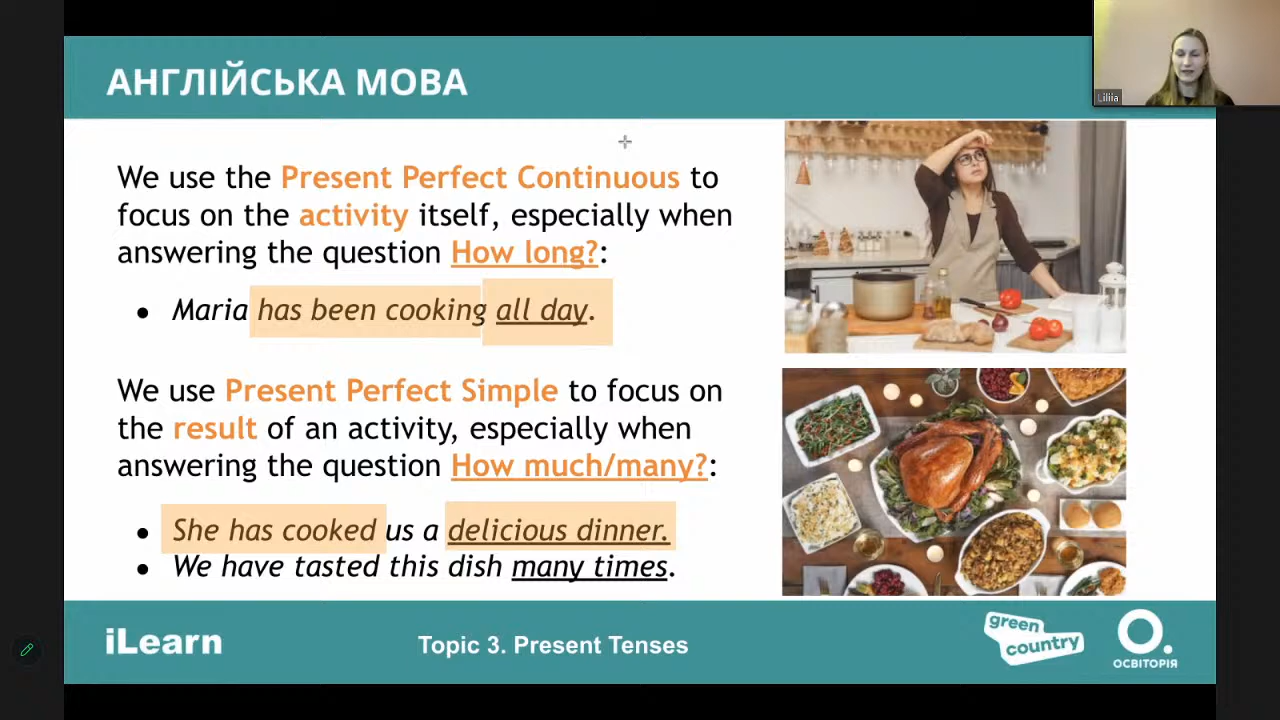 АНГЛІЙСЬКА МОВА
Liliia
We use the Present Perfect Continuous to
focus on the activity itself, especially when
answering the question How long?:
● Maria has been cooking all day.
We use Present Perfect Simple to focus on
the result of an activity, especially when
answering the question How much/many?:
● She has cooked us a delicious dinner.
● We have tasted this dish many times.
iLearn
Topic 3. Present Tenses
green
country
ОСВІТОРІЯ